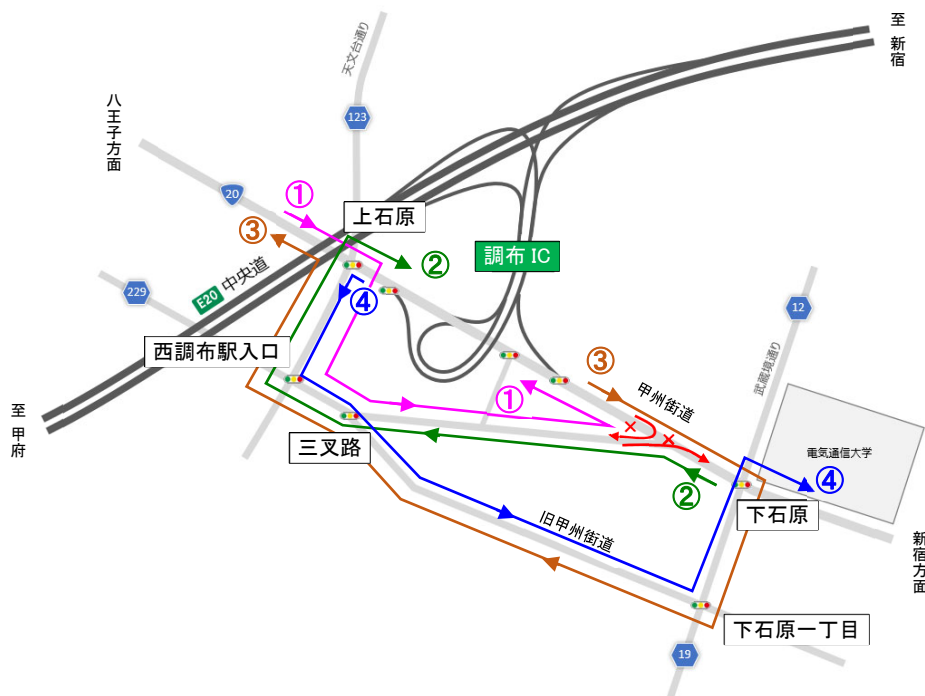 至 新宿
天文台通り
八王子方面
123
20
①
上石原
③
②
調布 IC
④
E20 中央道
229
12
西調布駅入口
③
甲州街道
武蔵境通り
①
至 甲府
三叉路
電気通信大学
②
④
下石原
旧甲州街道
新宿方面
下石原一丁目
19